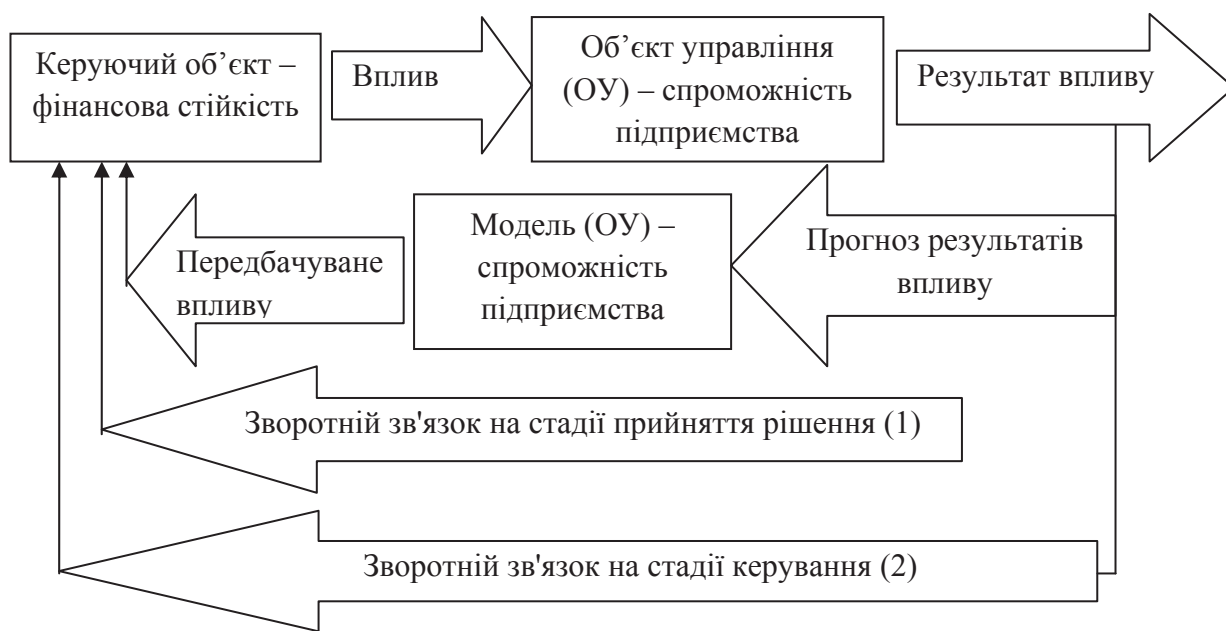 Керуючий об’єкт –
фінансова стійкість
Вплив
Об’єкт управління
(ОУ) – спроможність
підприємства
Результат впливу
Передбачуване
впливу
Модель (ОУ) –
спроможність
підприємства
Прогноз результатів
впливу
Зворотній зв'язок на стадії прийняття рішення (1)
Зворотній зв'язок на стадії керування (2)